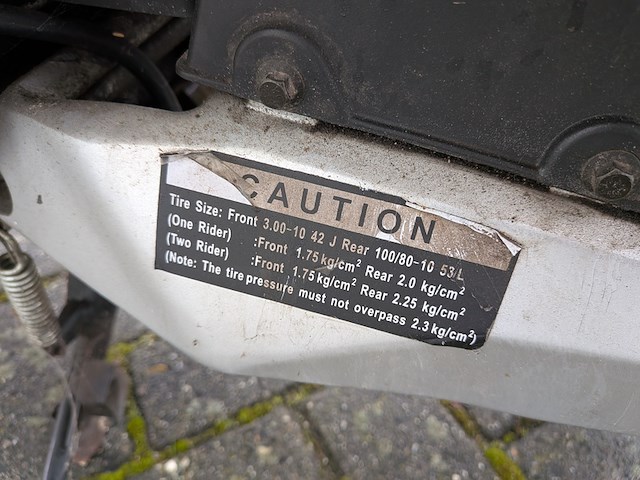 CAUTION
Tire Size: Front 3.00-10 42 J Rear 100/80-10 53 L
(One Rider) :Front 1.75 kg/cm² Rear 2.0 kg/cm²
(Two Rider) :Front 1.75 kg/cm² Rear 2.25 kg/cm²
(Note: The tire pressure must not overpass 2.3 kg/cm²)